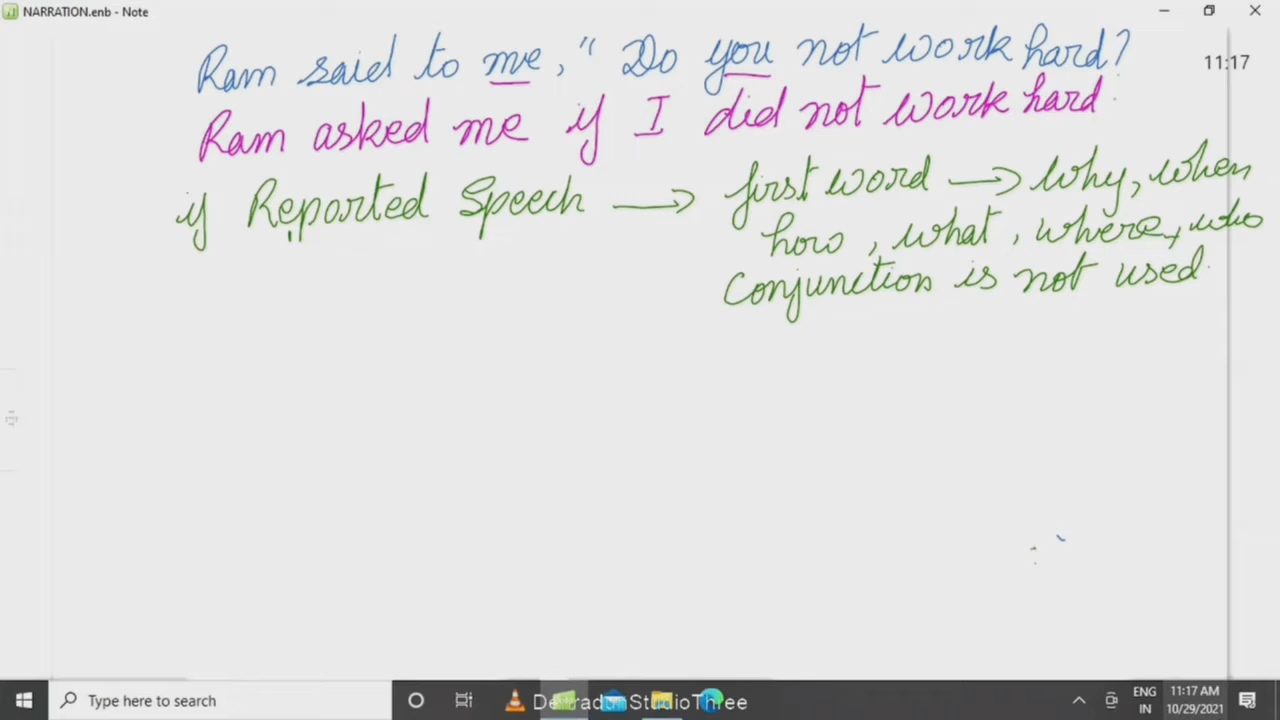 NARRATION.enb - Note
Ram said to me, " Do you not work hard?
11:17
Ram asked me if I did not work hard.
if Reported Speech → first word → why, when
how, what, where, who
Conjunction is not used.
Type here to search
DehradunStudioThree
ENG
IN
11:17 AM
10/29/2021